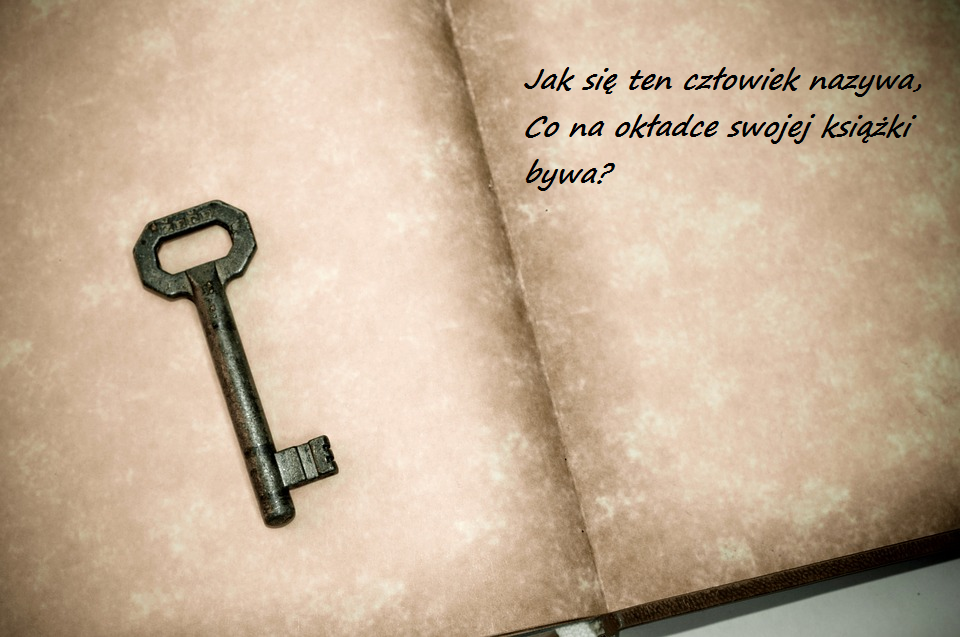 Jak się ten człowiek nazywa,
Co na okładce swojej książki
bywa?